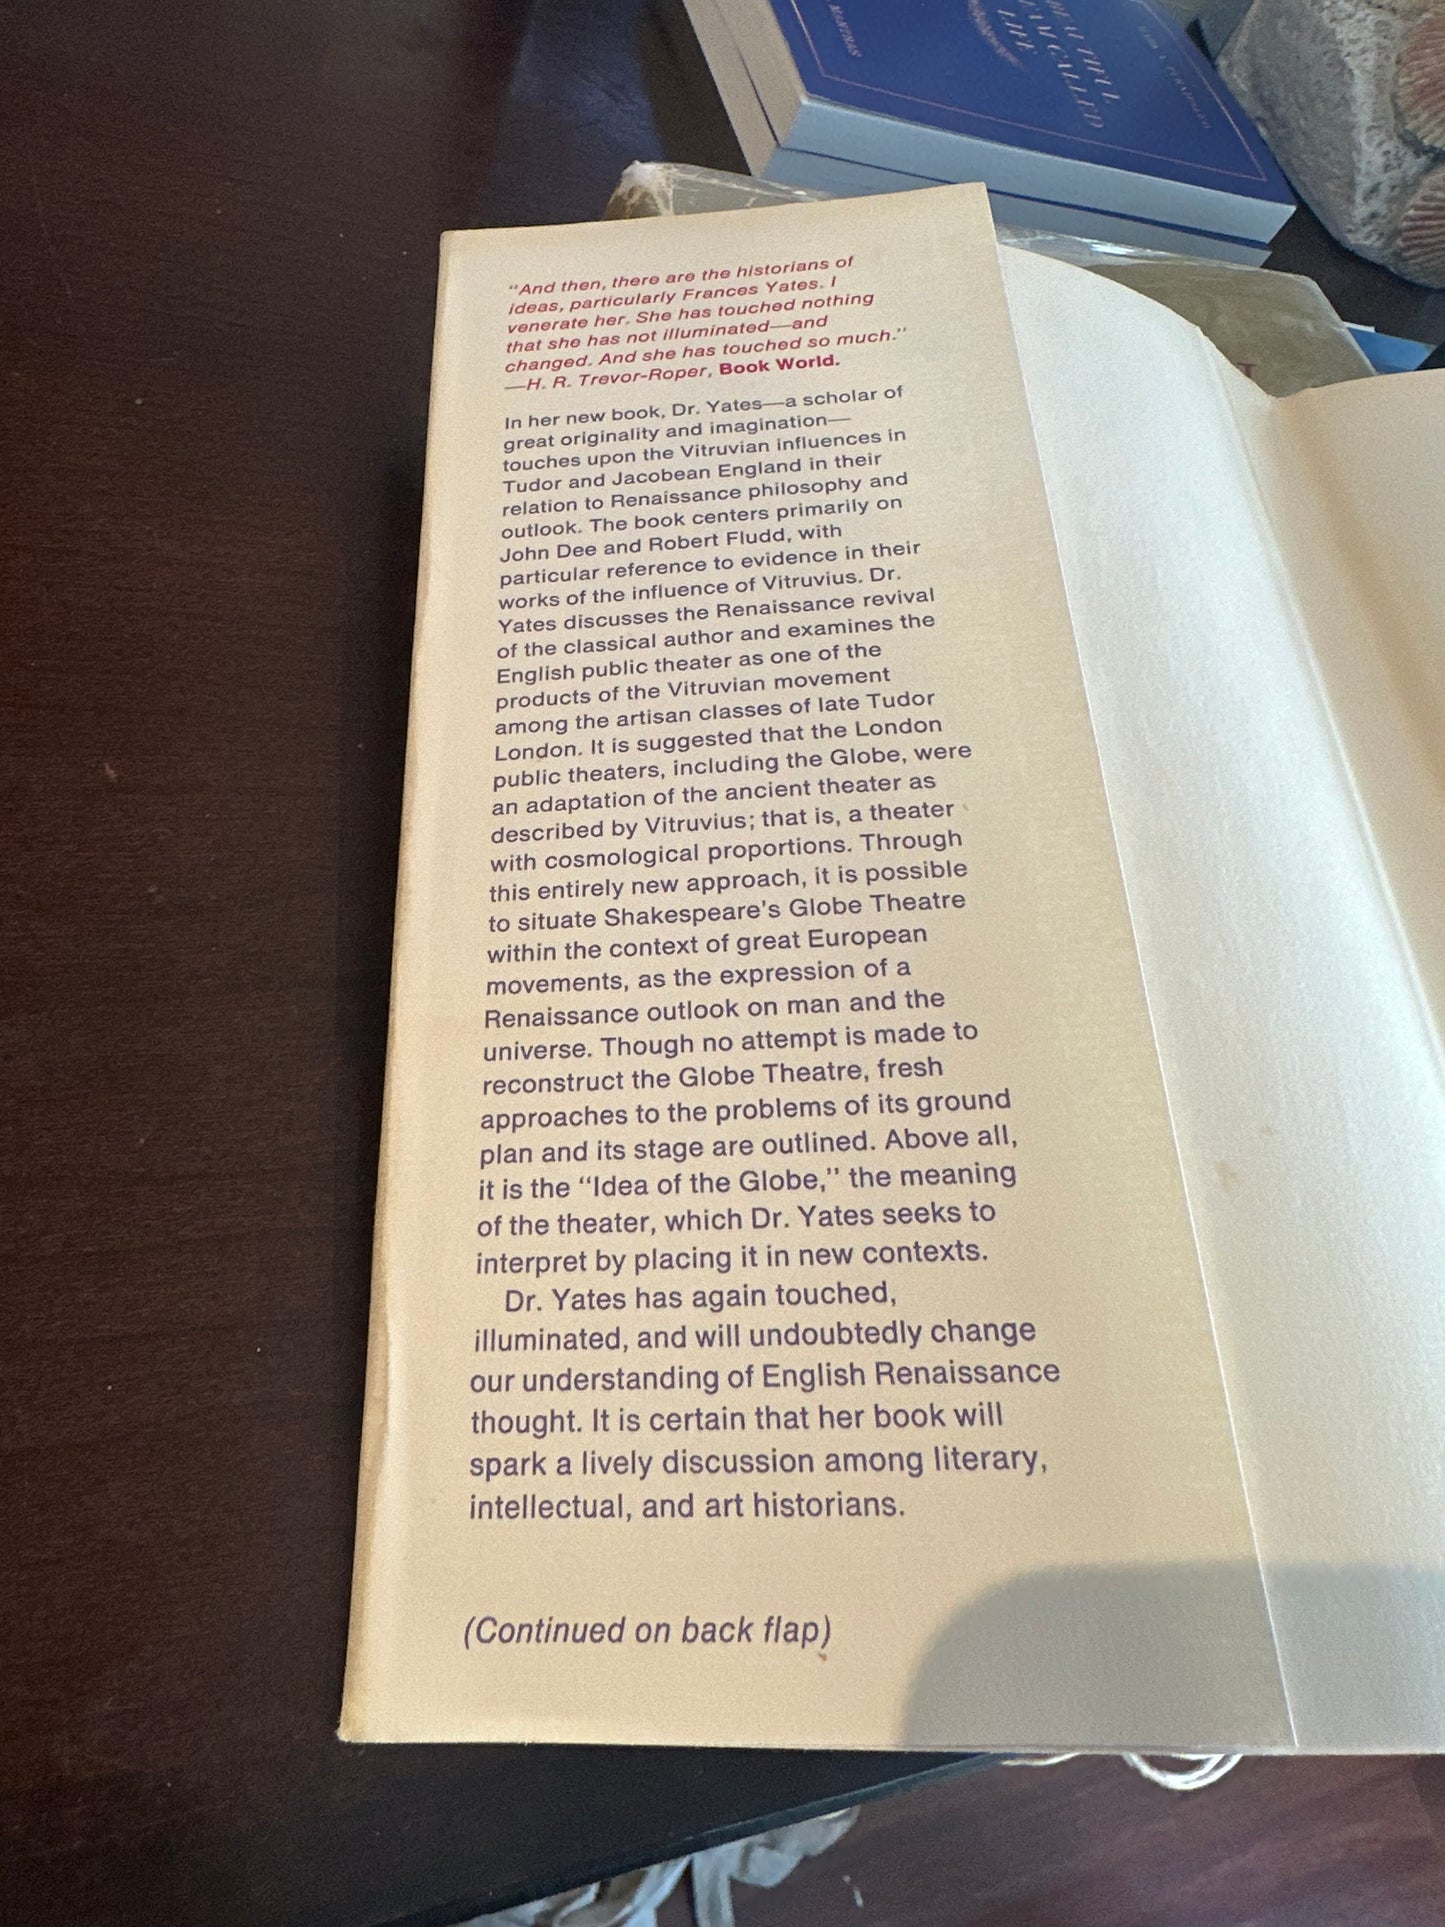 MANTRAS
BEAUTIFUL
CALLED
LIFE
"And then, there are the historians of
ideas, particularly Frances Yates. I
venerate her. She has touched nothing
that she has not illuminated—and
changed. And she has touched so much."
—H. R. Trevor-Roper, Book World.
In her new book, Dr. Yates—a scholar of
great originality and imagination—
touches upon the Vitruvian influences in
Tudor and Jacobean England in their
relation to Renaissance philosophy and
outlook. The book centers primarily on
John Dee and Robert Fludd, with
particular reference to evidence in their
works of the influence of Vitruvius. Dr.
Yates discusses the Renaissance revival
of the classical author and examines the
English public theater as one of the
products of the Vitruvian movement
among the artisan classes of late Tudor
London. It is suggested that the London
public theaters, including the Globe, were
an adaptation of the ancient theater as
described by Vitruvius; that is, a theater
with cosmological proportions. Through
this entirely new approach, it is possible
to situate Shakespeare's Globe Theatre
within the context of great European
movements, as the expression of a
Renaissance outlook on man and the
universe. Though no attempt is made to
reconstruct the Globe Theatre, fresh
approaches to the problems of its ground
plan and its stage are outlined. Above all,
it is the "Idea of the Globe," the meaning
of the theater, which Dr. Yates seeks to
interpret by placing it in new contexts.
Dr. Yates has again touched,
illuminated, and will undoubtedly change
our understanding of English Renaissance
thought. It is certain that her book will
spark a lively discussion among literary,
intellectual, and art historians.
(Continued on back flap)